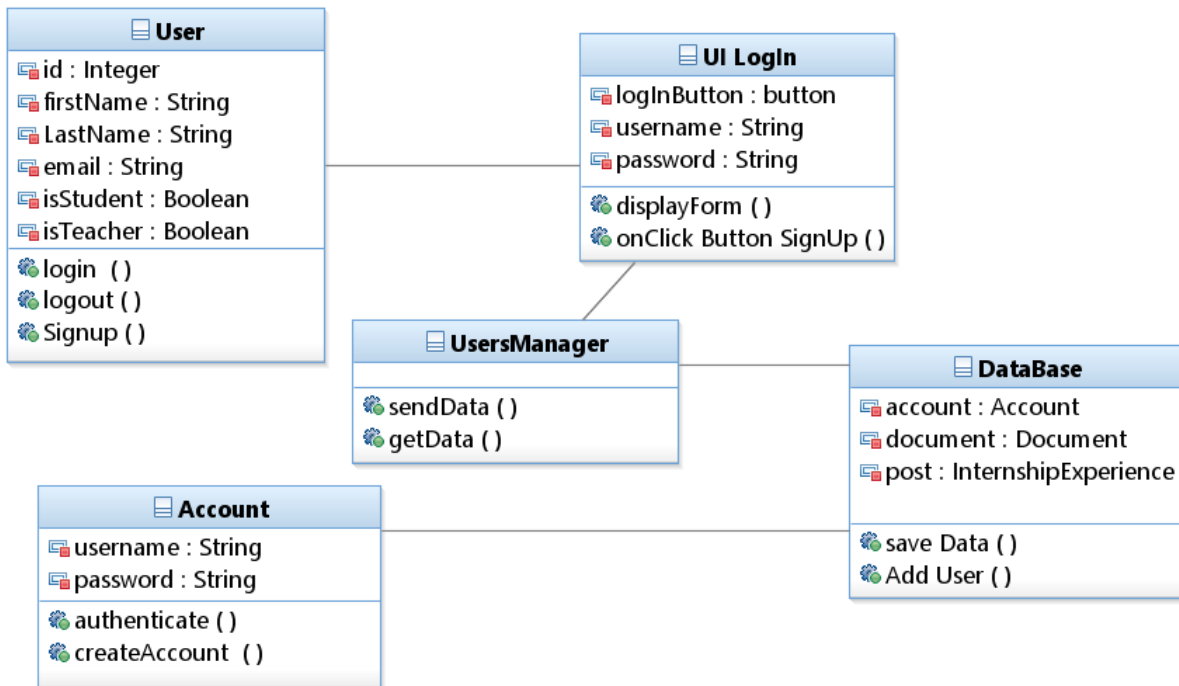 User
id : Integer
firstName : String
LastName : String
email : String
isStudent : Boolean
isTeacher : Boolean
login ( )
logout ( )
Signup ( )
UI LogIn
logInButton : button
username : String
password : String
displayForm ( )
onClick Button SignUp ( )
UsersManager
sendData ( )
getData ( )
DataBase
account : Account
document : Document
post : InternshipExperience
save Data ( )
Add User ( )
Account
username : String
password : String
authenticate ( )
createAccount ( )